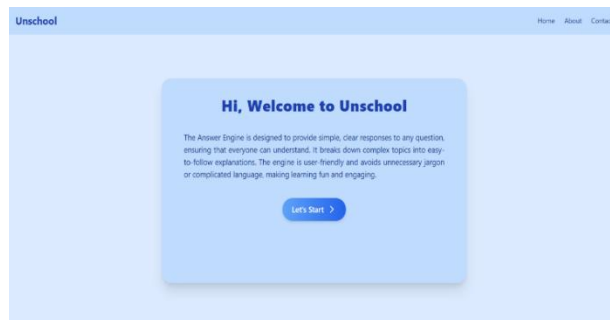 Unschool
Home About Contac
Hi, Welcome to Unschool
The Answer Engine is designed to provide simple, clear responses to any question,
ensuring that everyone can understand. It breaks down complex topics into easy-
to-follow explanations. The engine is user-friendly and avoids unnecessary jargon
or complicated language, making learning fun and engaging.
Let's Start